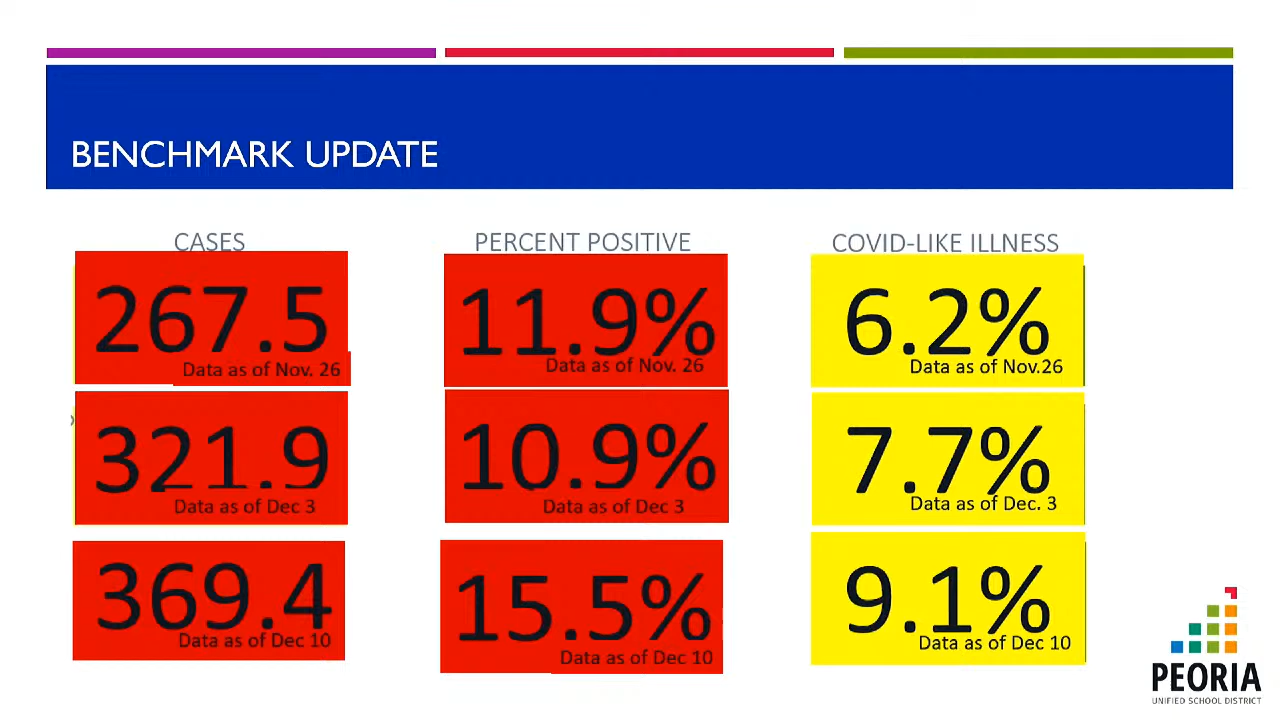 BENCHMARK UPDATE
CASES
267.5
Data as of Nov. 26
321.9
Data as of Dec 3
369.4
Data as of Dec 10
PERCENT POSITIVE
11.9%
Data as of Nov. 26
10.9%
Data as of Dec 3
15.5%
Data as of Dec 10
COVID-LIKE ILLNESS
6.2%
Data as of Nov.26
7.7%
Data as of Dec. 3
9.1%
Data as of Dec 10
PEORIA
UNIFIED SCHOOL DISTRICT